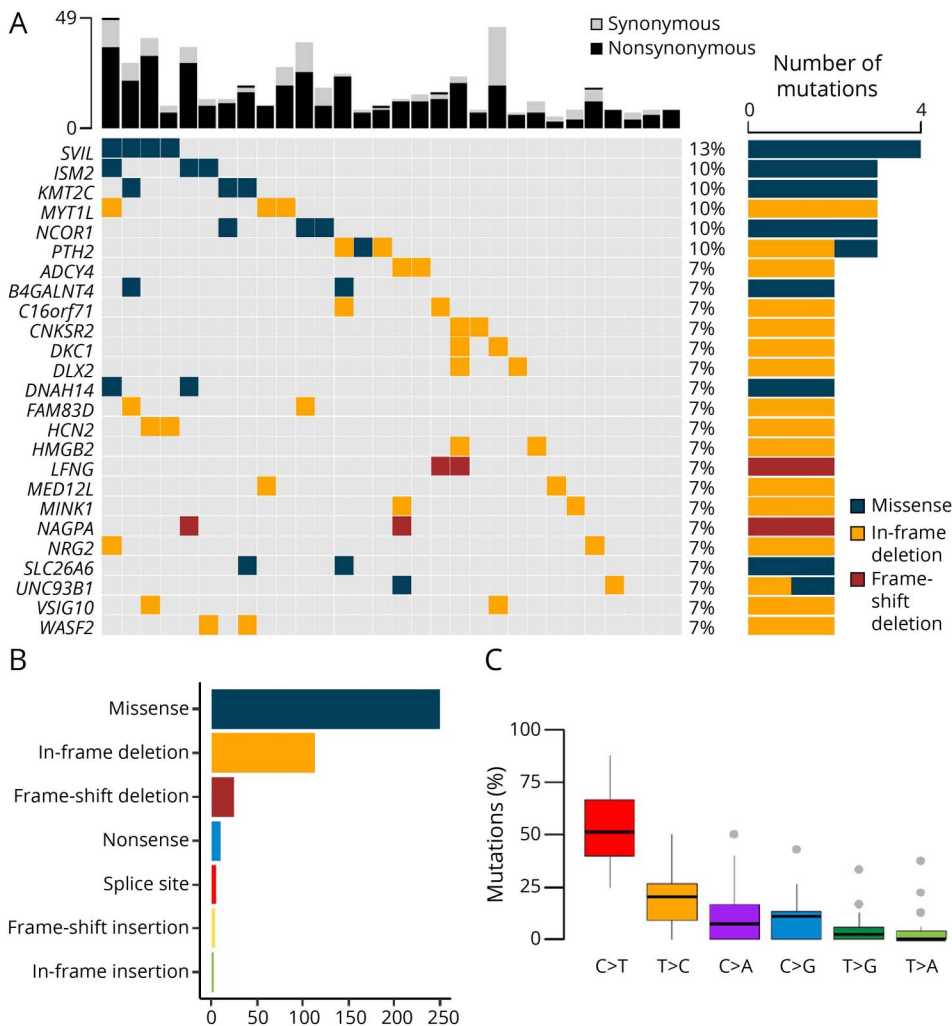 A
49
0
Synonymous
Nonsynonymous
Number of
mutations
0
4
SVIL
13%
ISM2
10%
KMT2C
10%
MYT1L
10%
NCOR1
10%
PTH2
10%
ADCY4
7%
B4GALNT4
7%
C16orf71
7%
CNKSR2
7%
DKC1
7%
DLX2
7%
DNAH14
7%
FAM83D
7%
HCN2
7%
HMGB2
7%
LFNG
7%
MED12L
7%
MINK1
7%
NAGPA
7%
NRG2
7%
SLC26A6
7%
UNC93B1
7%
VSIG10
7%
WASF2
7%
Missense
In-frame
deletion
Frame-
shift
deletion
B
Missense
In-frame deletion
Frame-shift deletion
Nonsense
Splice site
Frame-shift insertion
In-frame insertion
0 50 100 150 200 250
C
Mutations (%)
100
75
50
25
0
C>T T>C C>A C>G T>G T>A